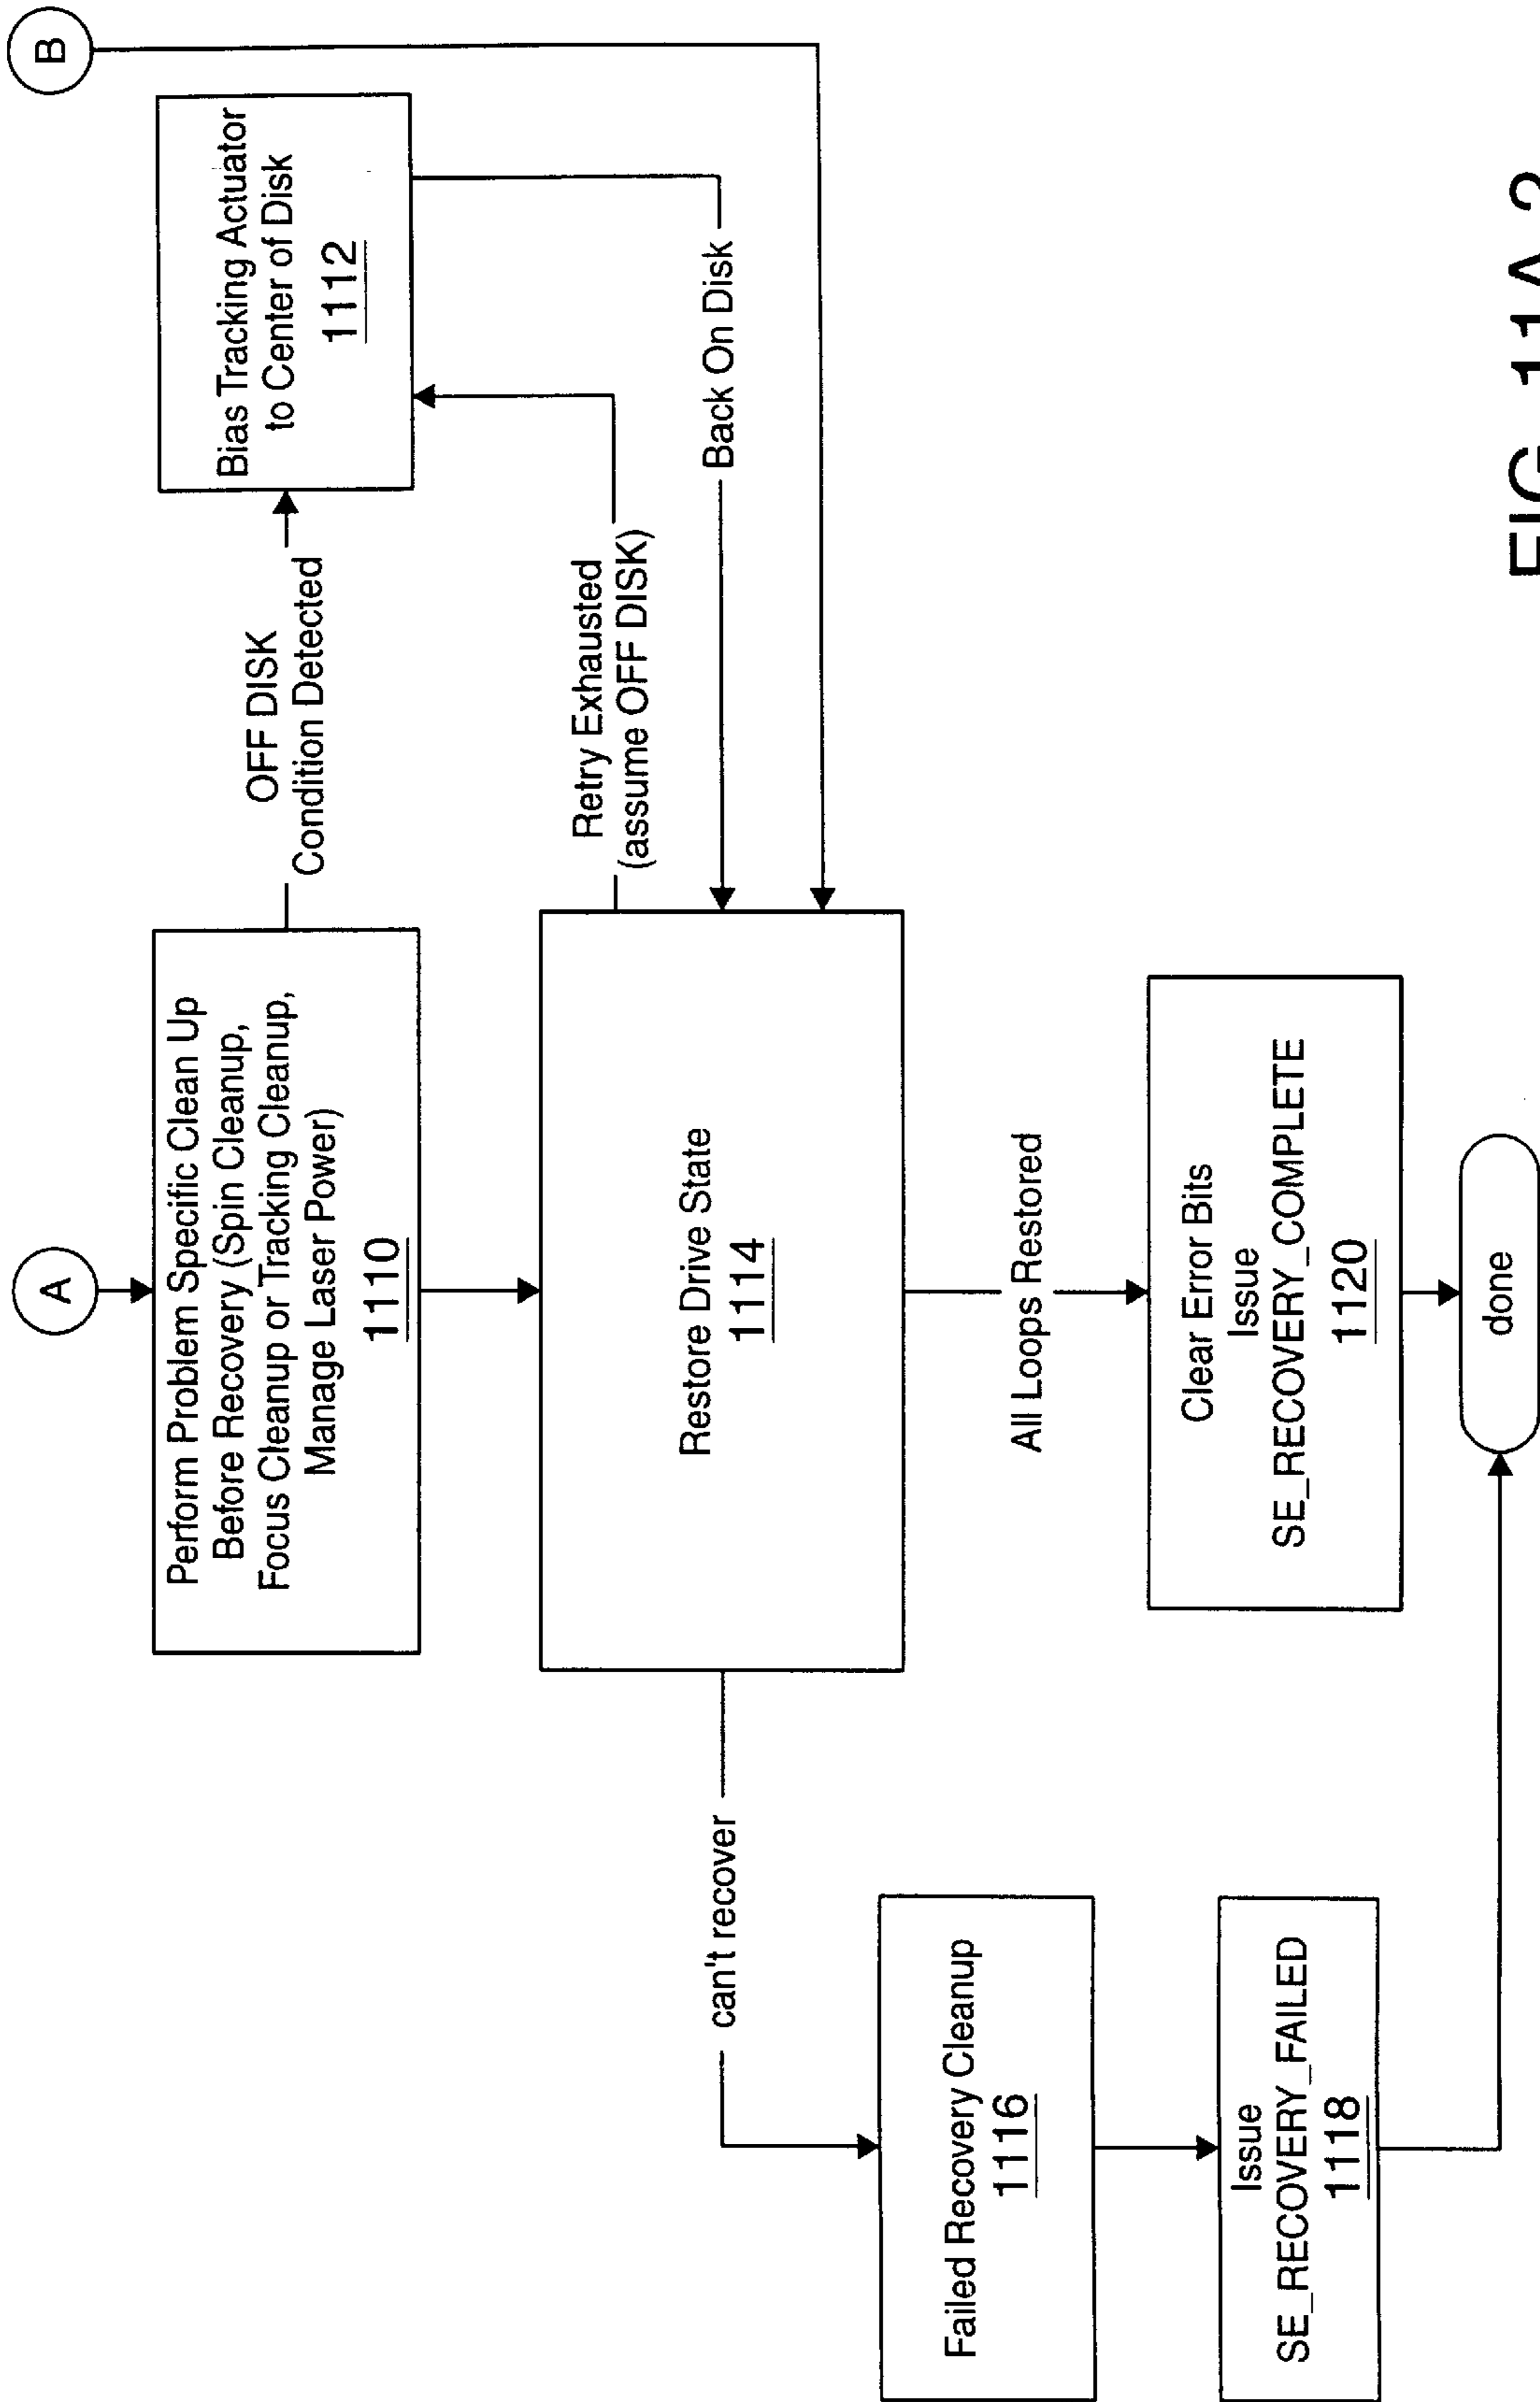 A
B
Perform Problem Specific Clean Up
Before Recovery (Spin Cleanup,
Focus Cleanup or Tracking Cleanup,
Manage Laser Power)
1110
OFF DISK
Condition Detected
Bias Tracking Actuator
to Center of Disk
1112
Retry Exhausted
(assume OFF DISK)
Back On Disk
Restore Drive State
1114
can't recover
All Loops Restored
Failed Recovery Cleanup
1116
Issue
SE_RECOVERY_FAILED
1118
Clear Error Bits
Issue
SE_RECOVERY_COMPLETE
1120
done